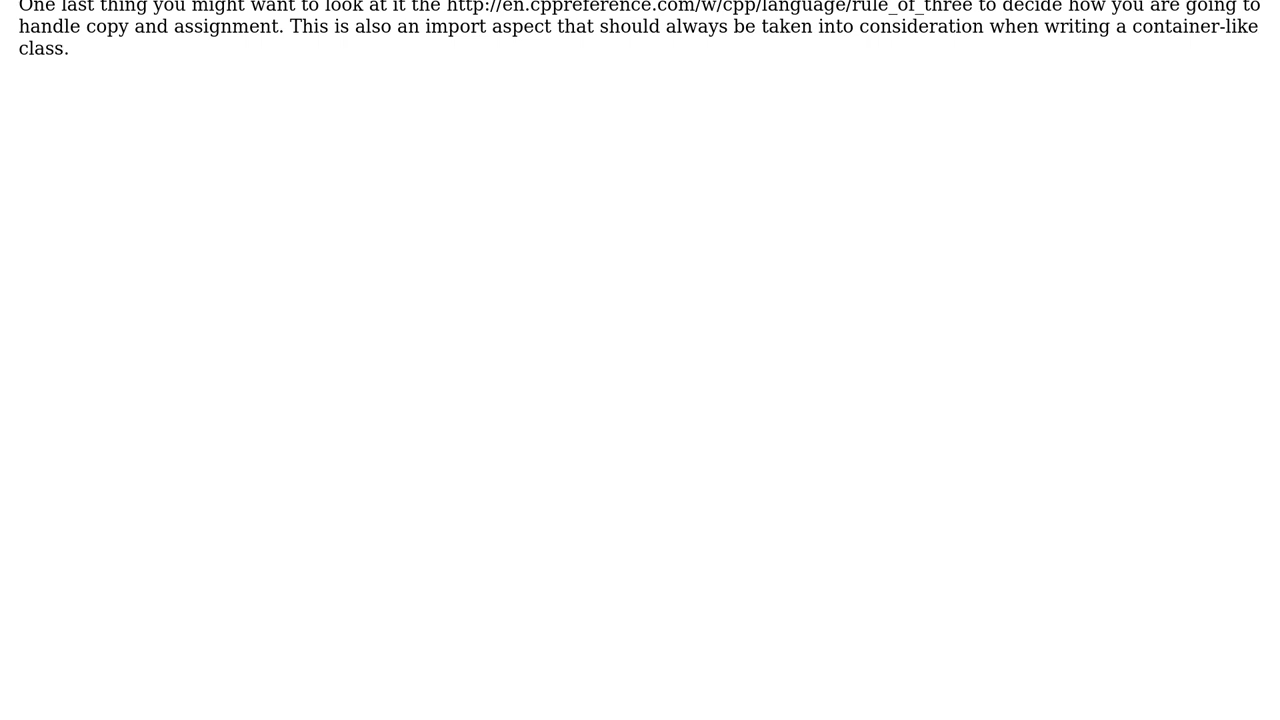 One last thing you might want to look at it the http://en.cppreference.com/w/cpp/language/rule_of_three to decide how you are going to
handle copy and assignment. This is also an import aspect that should always be taken into consideration when writing a container-like
class.